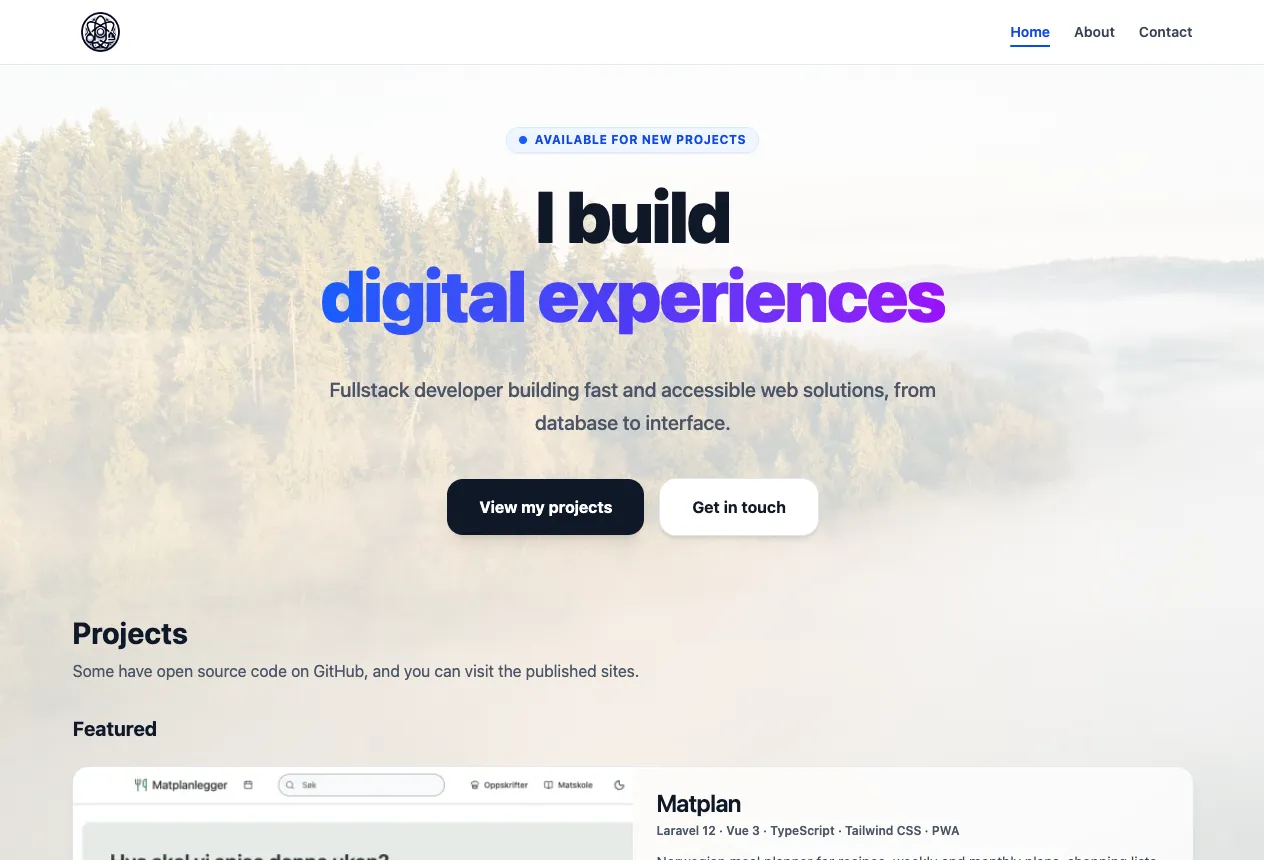 Home About Contact
AVAILABLE FOR NEW PROJECTS
I build
digital experiences
Fullstack developer building fast and accessible web solutions, from
database to interface.
View my projects Get in touch
Projects
Some have open source code on GitHub, and you can visit the published sites.
Featured
Matplanlegger Søk Oppskrifter Matskole
Matplan
Laravel 12 · Vue 3 · TypeScript · Tailwind CSS · PWA